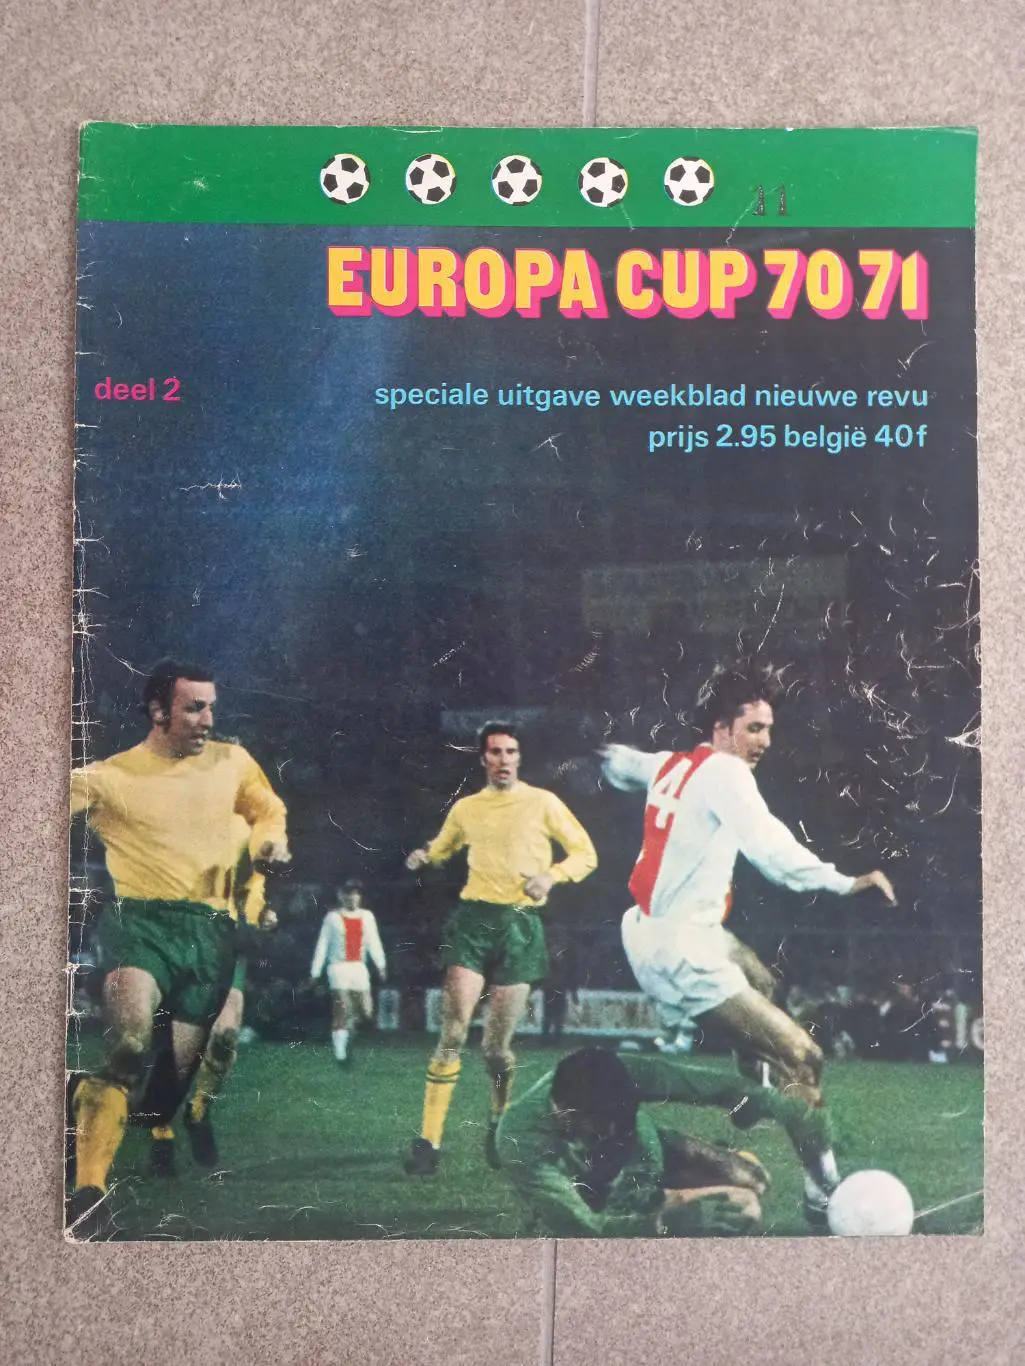 11
EUROPA CUP 70 71
deel 2
speciale uitgave weekblad nieuwe revu
prijs 2.95 belgië 40f
4